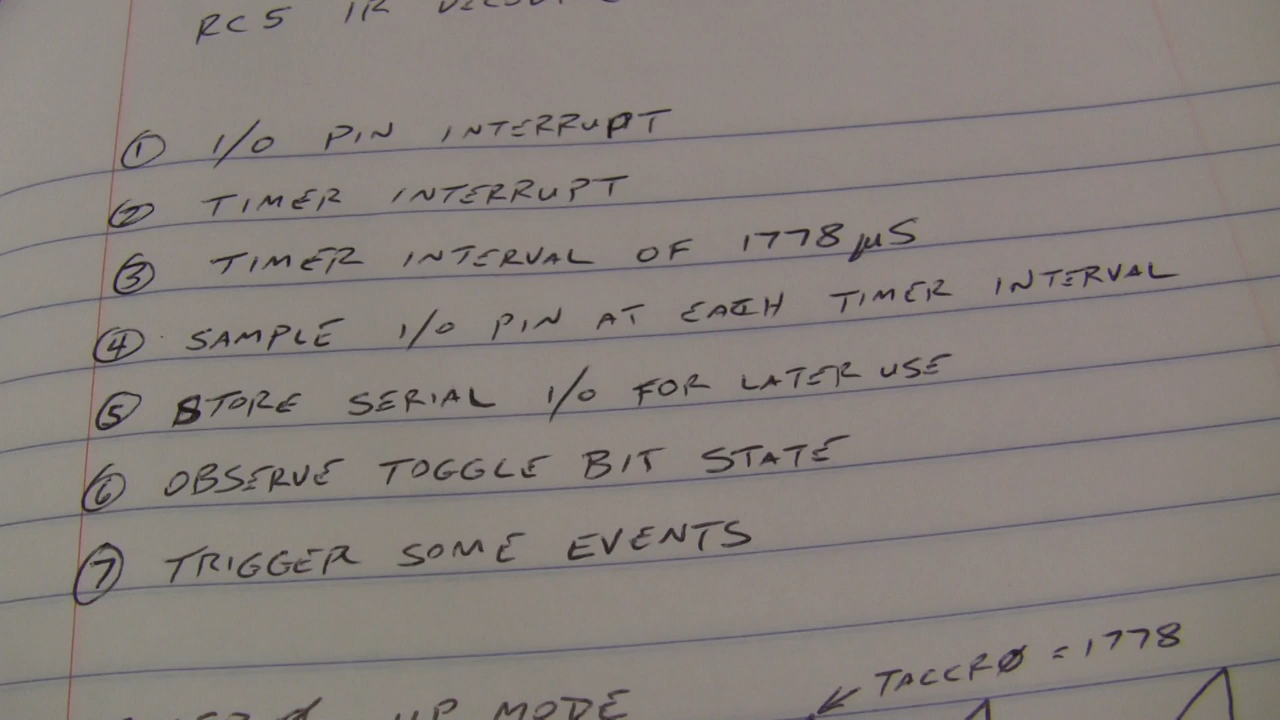 RC5 IR
① I/O PIN INTERRUPT
② TIMER INTERRUPT
③ TIMER INTERVAL OF 1778 µS
④ SAMPLE I/O PIN AT EACH TIMER INTERVAL
⑤ STORE SERIAL I/O FOR LATER USE
⑥ OBSERVE TOGGLE BIT STATE
⑦ TRIGGER SOME EVENTS
TACCRØ = 1778
UP MODE